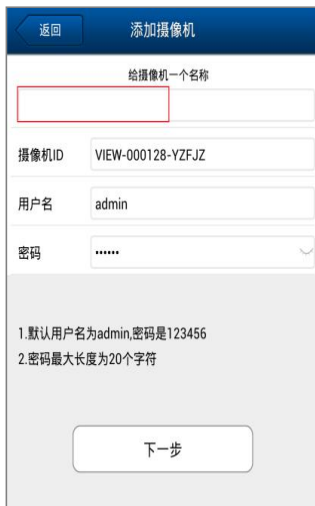 返回
添加摄像机
给摄像机一个名称
摄像机ID
VIEW-000128-YZFJZ
用户名
admin
密码
••••••
1.默认用户名为admin,密码是123456
2.密码最大长度为20个字符
下一步